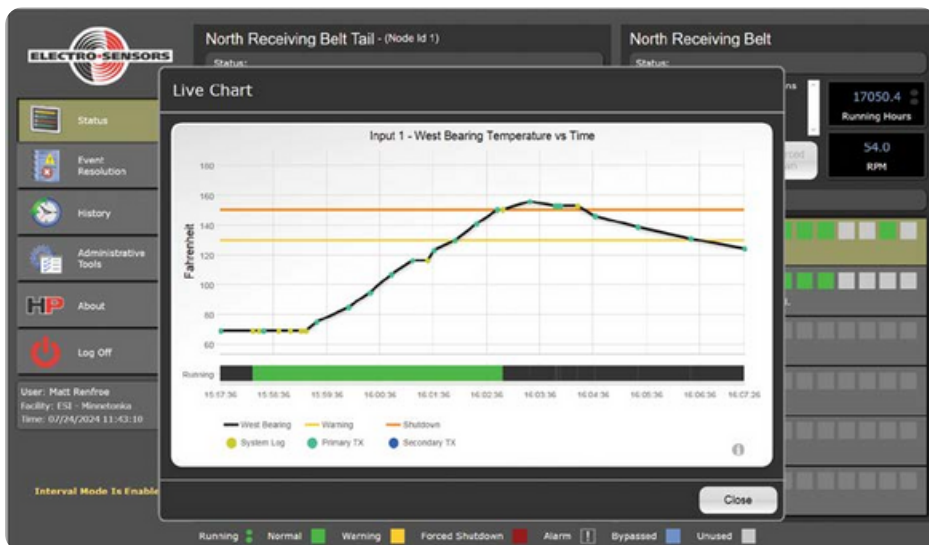 ELECTRO-SENSORS
North Receiving Belt Tail - (Node Id 1)
Status:
North Receiving Belt
Status:
17050.4
Running Hours
54.0
RPM
Status
Event
Resolution
History
Administrative
Tools
HP About
Log Off
User: Matt Renfroe
Facility: ESI - Minnetonka
Time: 07/24/2024 11:43:10
Interval Mode Is Enable
Live Chart
Input 1 - West Bearing Temperature vs Time
Fahrenheit
180
160
140
120
100
80
60
Running
15:57:36 15:58:36 15:59:36 16:00:36 16:01:36 16:02:36 16:03:36 16:04:36 16:05:36 16:06:36 16:07:36
West Bearing Warning Shutdown
System Log Primary TX Secondary TX
Close
Running Normal Warning Forced Shutdown Alarm Bypassed Unused